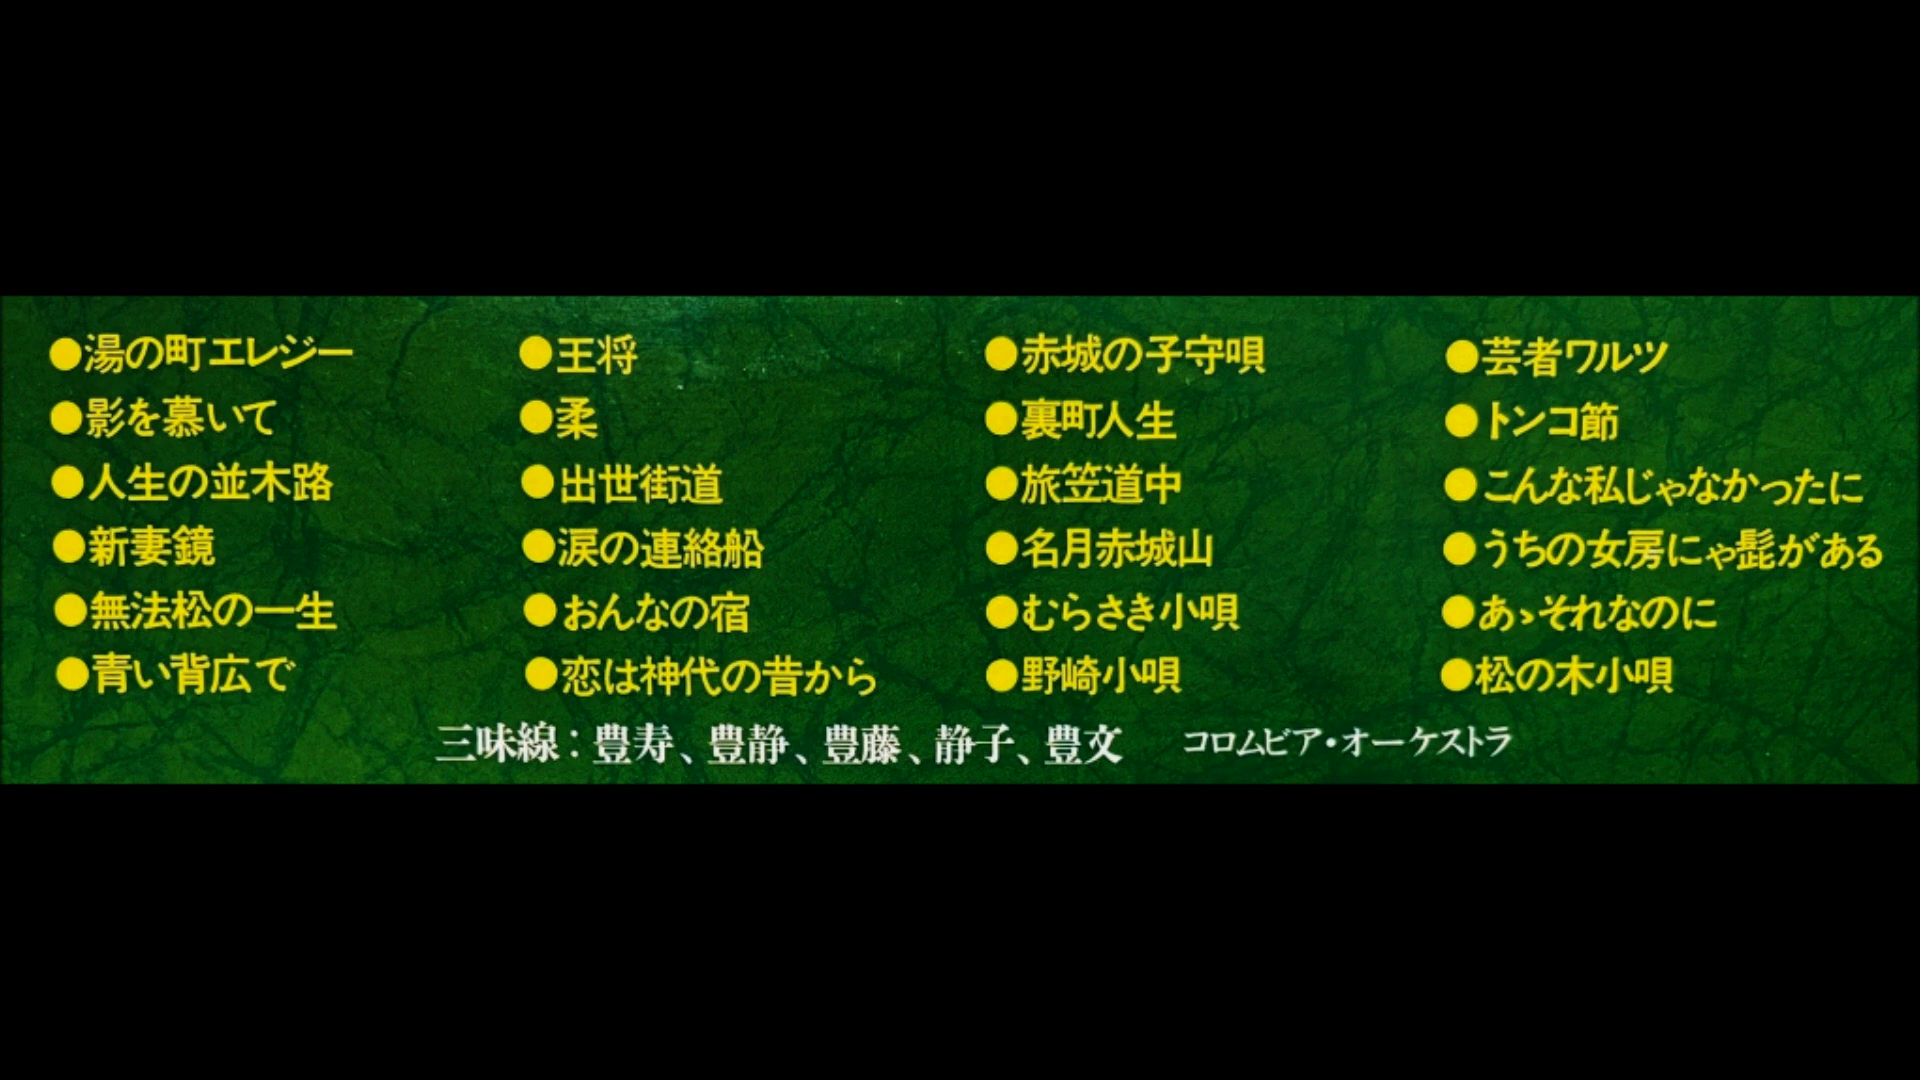 ●湯の町エレジー
●影を慕いて
●人生の並木路
●新妻鏡
●無法松の一生
●青い背広で
●王将
●柔
●出世街道
●涙の連絡船
●おんなの宿
●恋は神代の昔から
●赤城の子守唄
●裏町人生
●旅笠道中
●名月赤城山
●むらさき小唄
●野崎小唄
●芸者ワルツ
●トンコ節
●こんな私じゃなかったに
●うちの女房にゃ髭がある
●あゝそれなのに
●松の木小唄
三味線：豊寿、豊静、豊藤、静子、豊文　コロムビア・オーケストラ